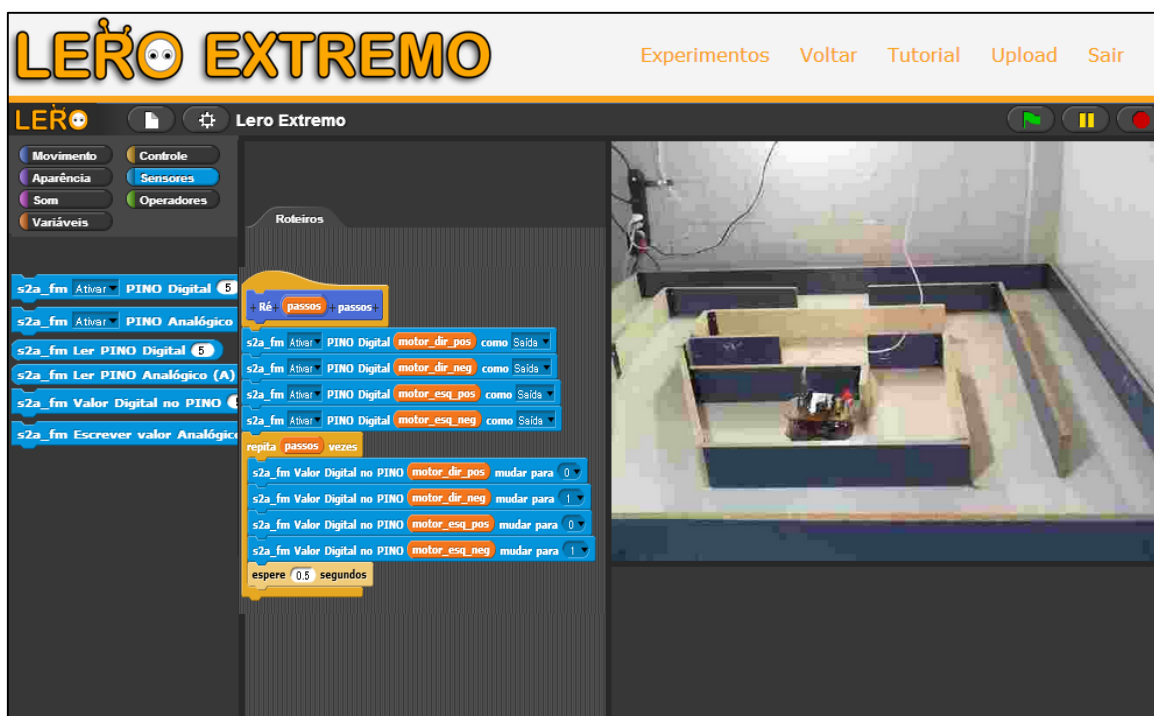 LERO EXTREMO
Experimentos Voltar Tutorial Upload Sair
LERO Lero Extremo
Movimento Controle
Aparência Sensores
Som Operadores
Variáveis
Roteiros
s2a_fm Ativar PINO Digital 5
s2a_fm Ativar PINO Analógico
s2a_fm Ler PINO Digital 5
s2a_fm Ler PINO Analógico (A)
s2a_fm Valor Digital no PINO
s2a_fm Escrever valor Analógic
+ Ré + passos + passos +
s2a_fm Ativar PINO Digital motor_dir_pos como Saída
s2a_fm Ativar PINO Digital motor_dir_neg como Saída
s2a_fm Ativar PINO Digital motor_esq_pos como Saída
s2a_fm Ativar PINO Digital motor_esq_neg como Saída
repita passos vezes
s2a_fm Valor Digital no PINO motor_dir_pos mudar para 0
s2a_fm Valor Digital no PINO motor_dir_neg mudar para 1
s2a_fm Valor Digital no PINO motor_esq_pos mudar para 0
s2a_fm Valor Digital no PINO motor_esq_neg mudar para 1
espere 0.5 segundos